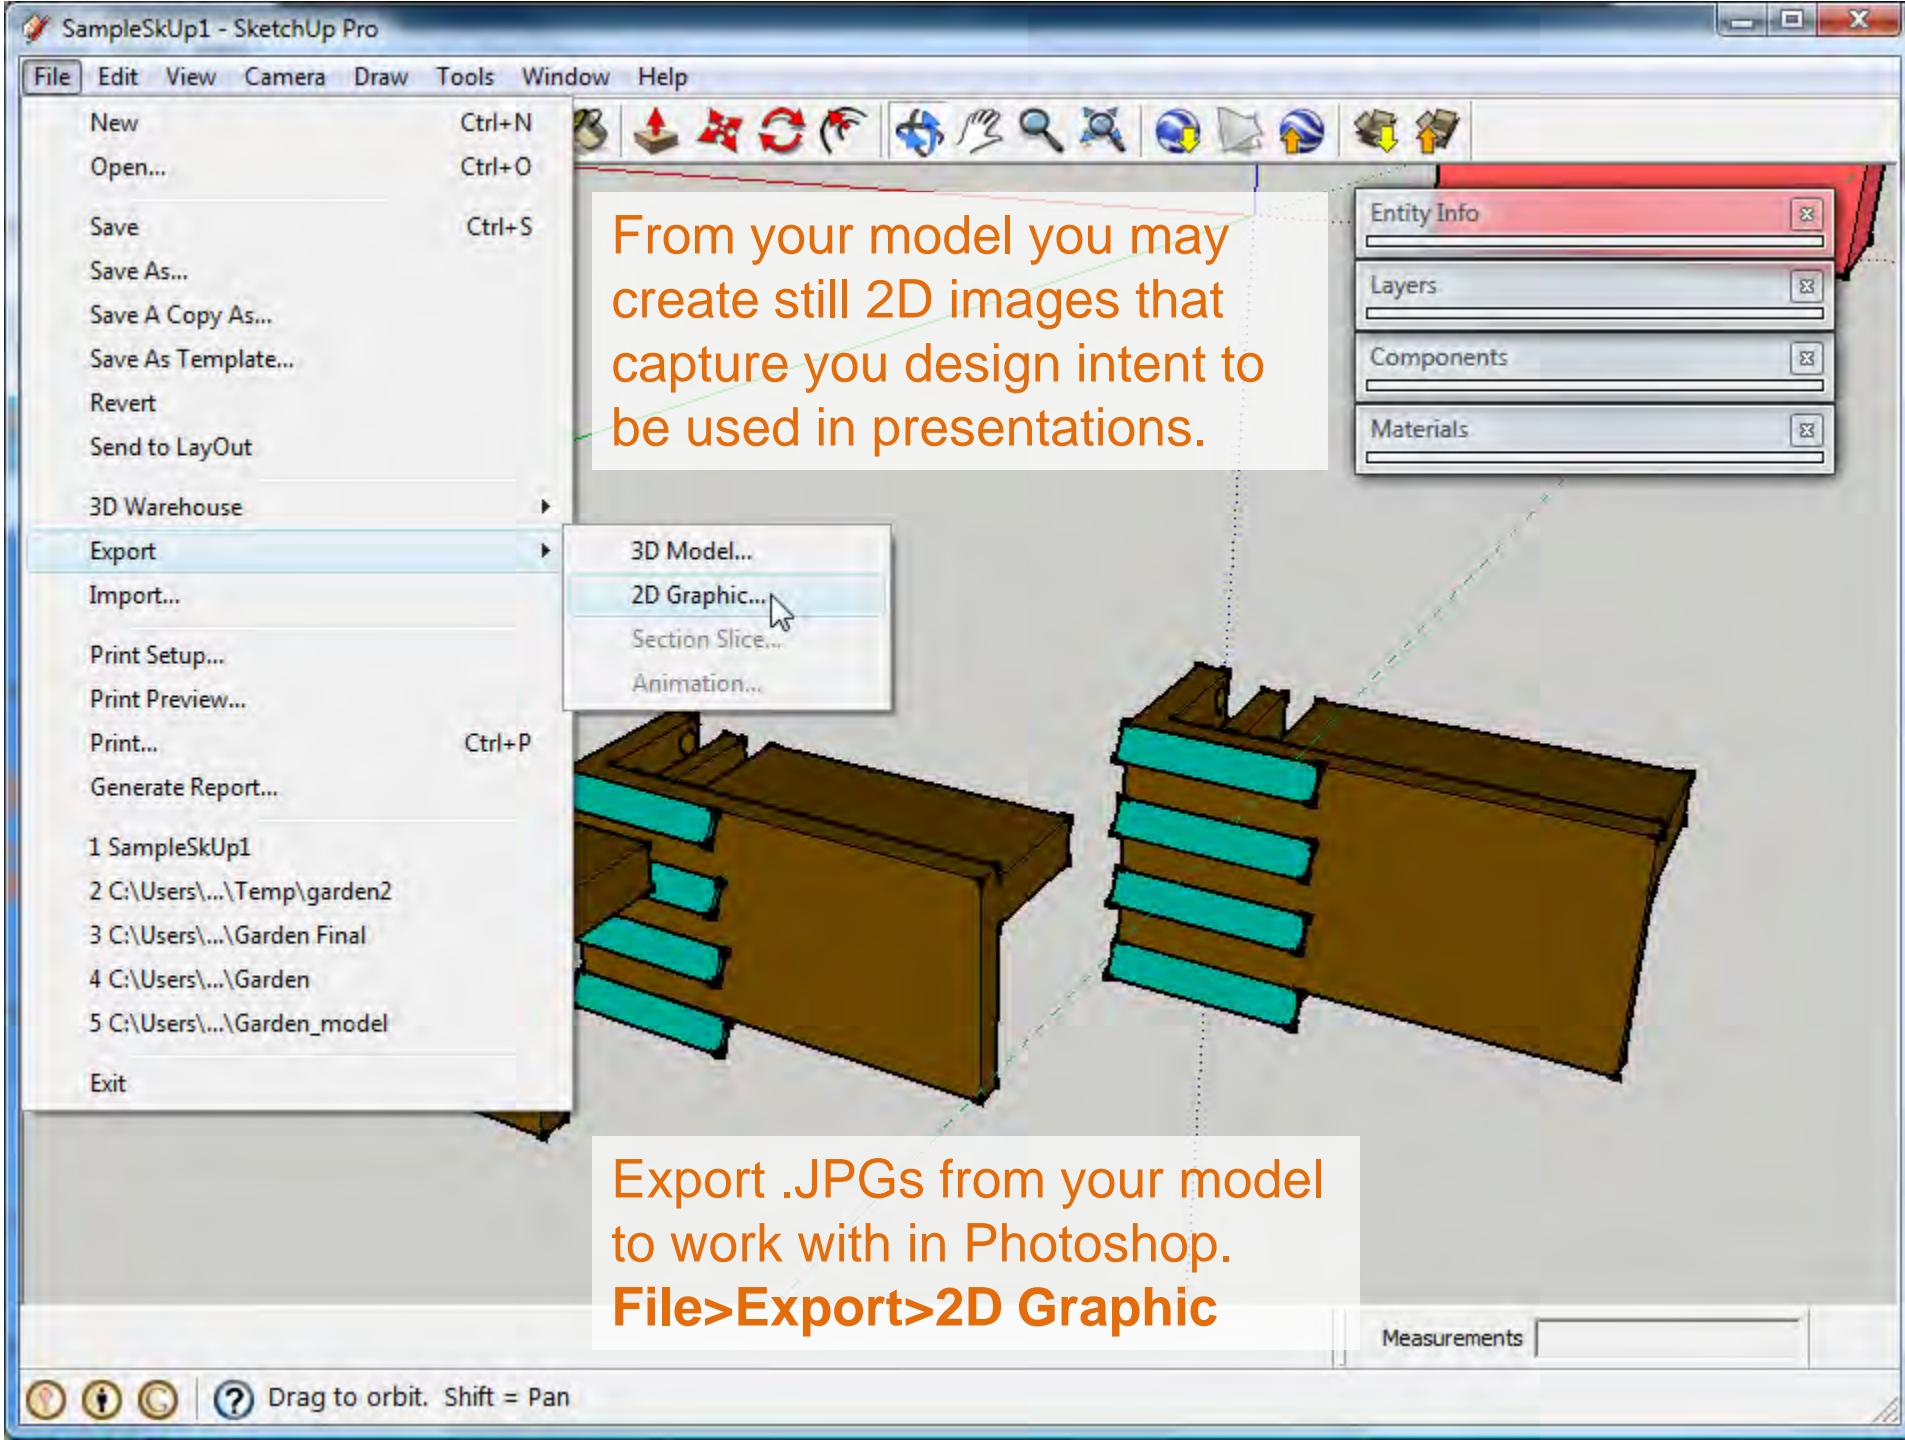 SampleSkUp1 - SketchUp Pro
File Edit View Camera Draw Tools Window Help
New Ctrl+N
Open... Ctrl+O
Save Ctrl+S
Save As...
Save A Copy As...
Save As Template...
Revert
Send to LayOut
3D Warehouse
Export
Import...
Print Setup...
Print Preview...
Print... Ctrl+P
Generate Report...
1 SampleSkUp1
2 C:\Users\...\Temp\garden2
3 C:\Users\...\Garden Final
4 C:\Users\...\Garden
5 C:\Users\...\Garden_model
Exit
3D Model...
2D Graphic...
Section Slice...
Animation...
From your model you may
create still 2D images that
capture you design intent to
be used in presentations.
Entity Info
Layers
Components
Materials
Export .JPGs from your model
to work with in Photoshop.
File>Export>2D Graphic
Measurements
Drag to orbit. Shift = Pan